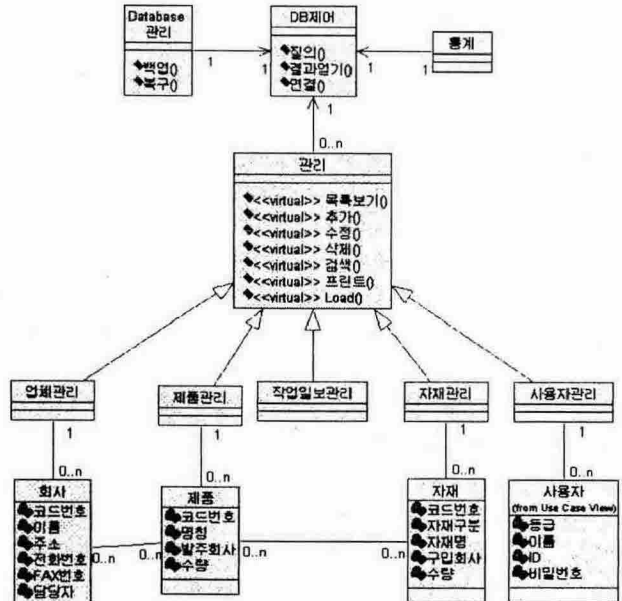 Database
관리
백업()
복구()
DB제어
질의()
결과얻기()
연결()
통계
1
1
1
1
1
0..n
관리
<<virtual>> 목록보기()
<<virtual>> 추가()
<<virtual>> 수정()
<<virtual>> 삭제()
<<virtual>> 검색()
<<virtual>> 프린트()
<<virtual>> Load()
업체관리
제품관리
작업일보관리
자재관리
사용자관리
1
1
1
1
0..n
0..n
0..n
0..n
회사
코드번호
이름
주소
전화번호
FAX번호
담당자
제품
코드번호
명칭
발주회사
수량
자재
코드번호
자재구분
자재명
구입회사
수량
사용자
(from Use Case View)
등급
이름
ID
비밀번호
0..n
0..n
0..n
0..n